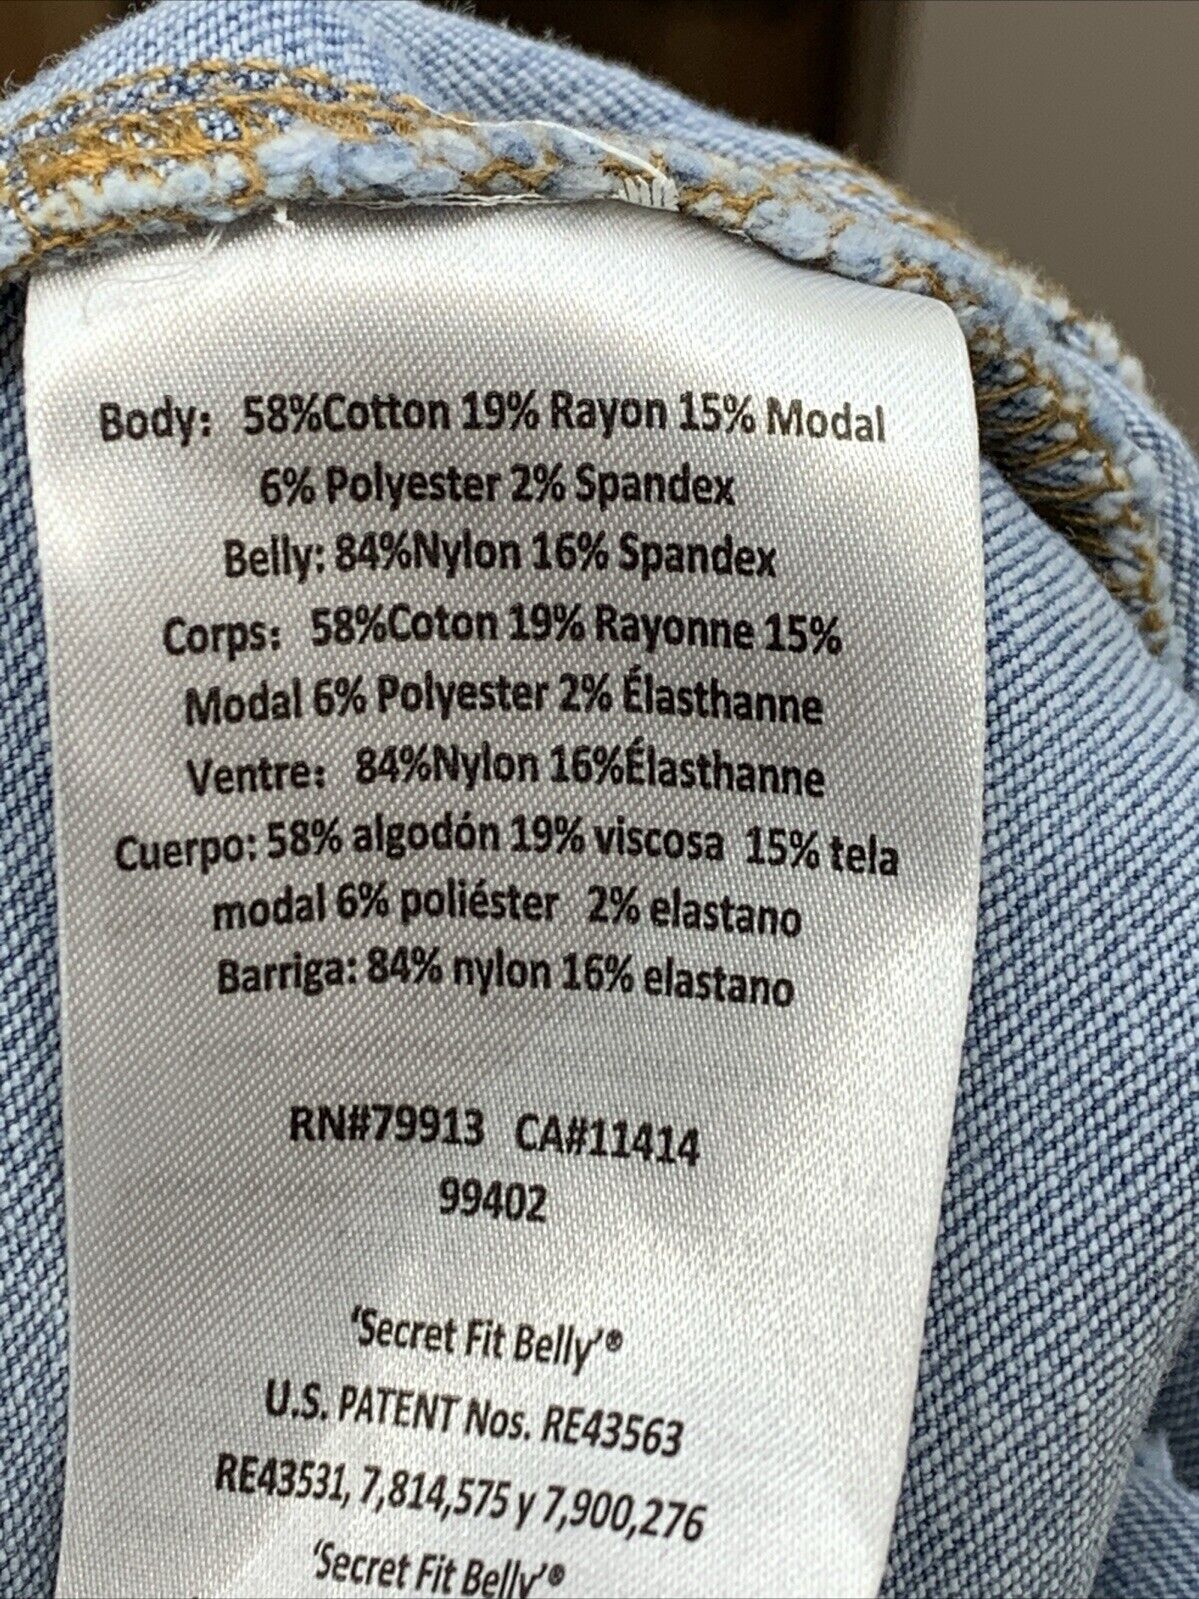 Body: 58%Cotton 19% Rayon 15% Modal
6% Polyester 2% Spandex
Belly: 84%Nylon 16% Spandex
Corps: 58%Coton 19% Rayonne 15%
Modal 6% Polyester 2% Élasthanne
Ventre: 84%Nylon 16%Élasthanne
Cuerpo: 58% algodón 19% viscosa 15% tela
modal 6% poliéster 2% elastano
Barriga: 84% nylon 16% elastano
RN#79913 CA#11414
99402
'Secret Fit Belly'®
U.S. PATENT Nos. RE43563
RE43531, 7,814,575 y 7,900,276
'Secret Fit Belly'®